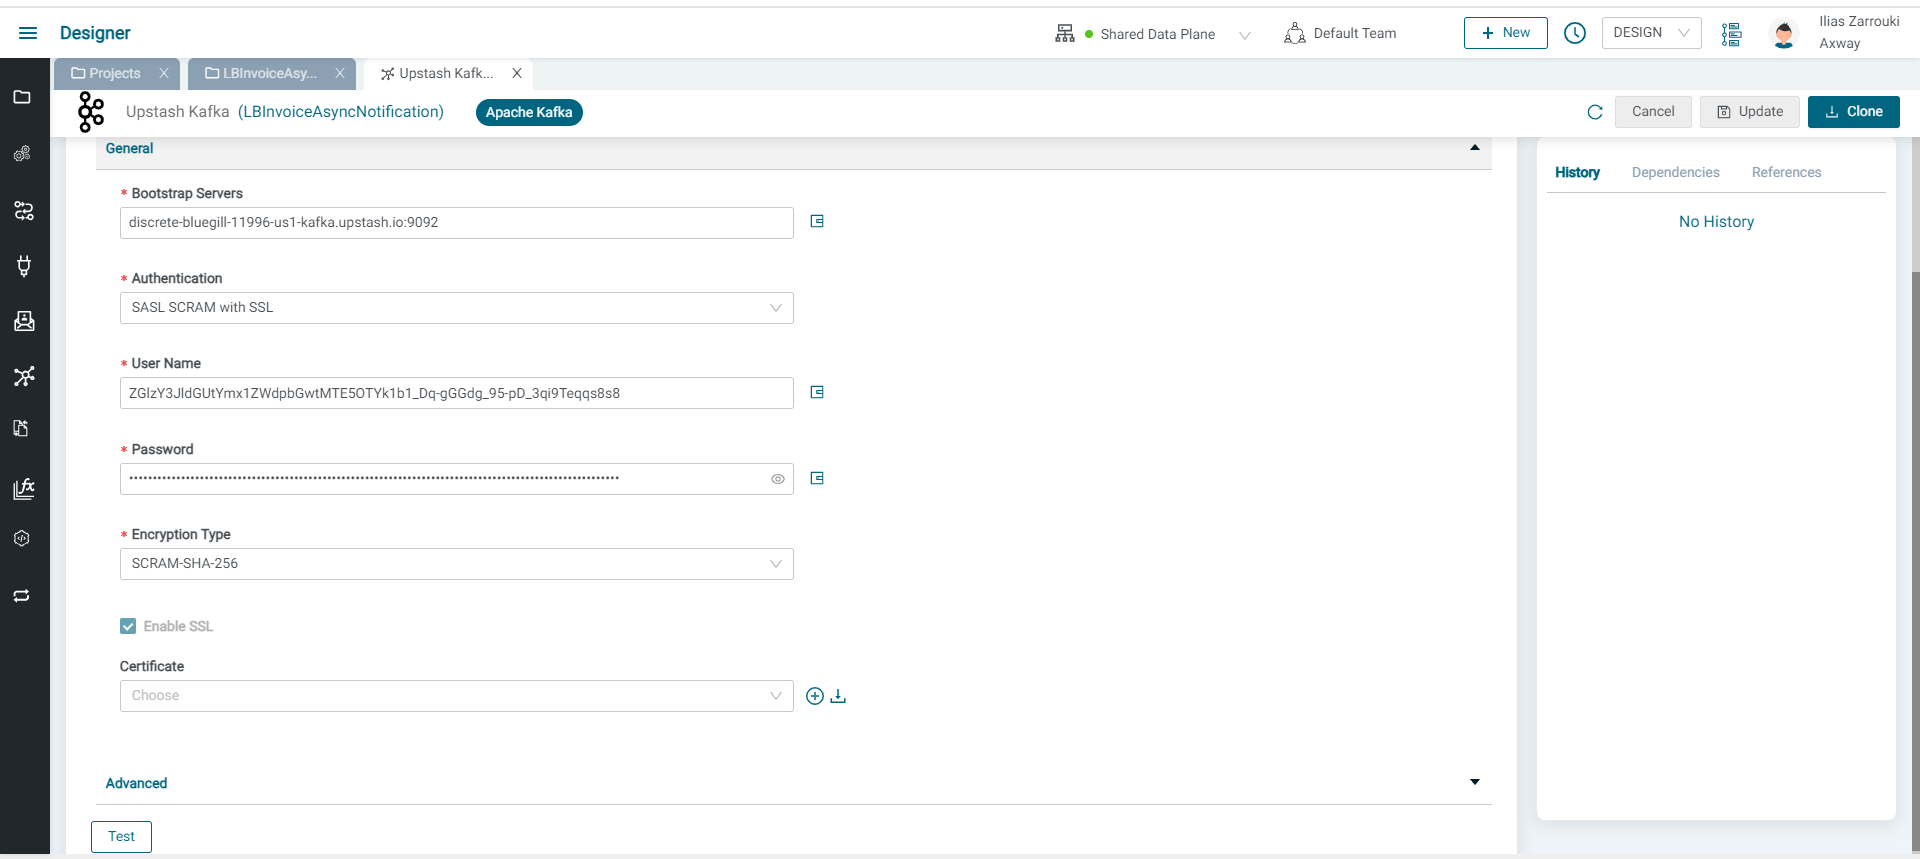 Designer
Shared Data Plane
Default Team
+ New
DESIGN
Ilias Zarrouki
Axway
Projects X
LBInvoiceAsy... X
Upstash Kafk... X
Upstash Kafka (LBInvoiceAsyncNotification)
Apache Kafka
Cancel
Update
Clone
General
* Bootstrap Servers
discrete-bluegill-11996-us1-kafka.upstash.io:9092
* Authentication
SASL SCRAM with SSL
* User Name
ZGlzY3JldGUtYmx1ZWdpbGwtMTE5OTYk1b1_Dq-gGGdg_95-pD_3qi9Teqqs8s8
* Password
* Encryption Type
SCRAM-SHA-256
Enable SSL
Certificate
Choose
Advanced
Test
History
Dependencies
References
No History